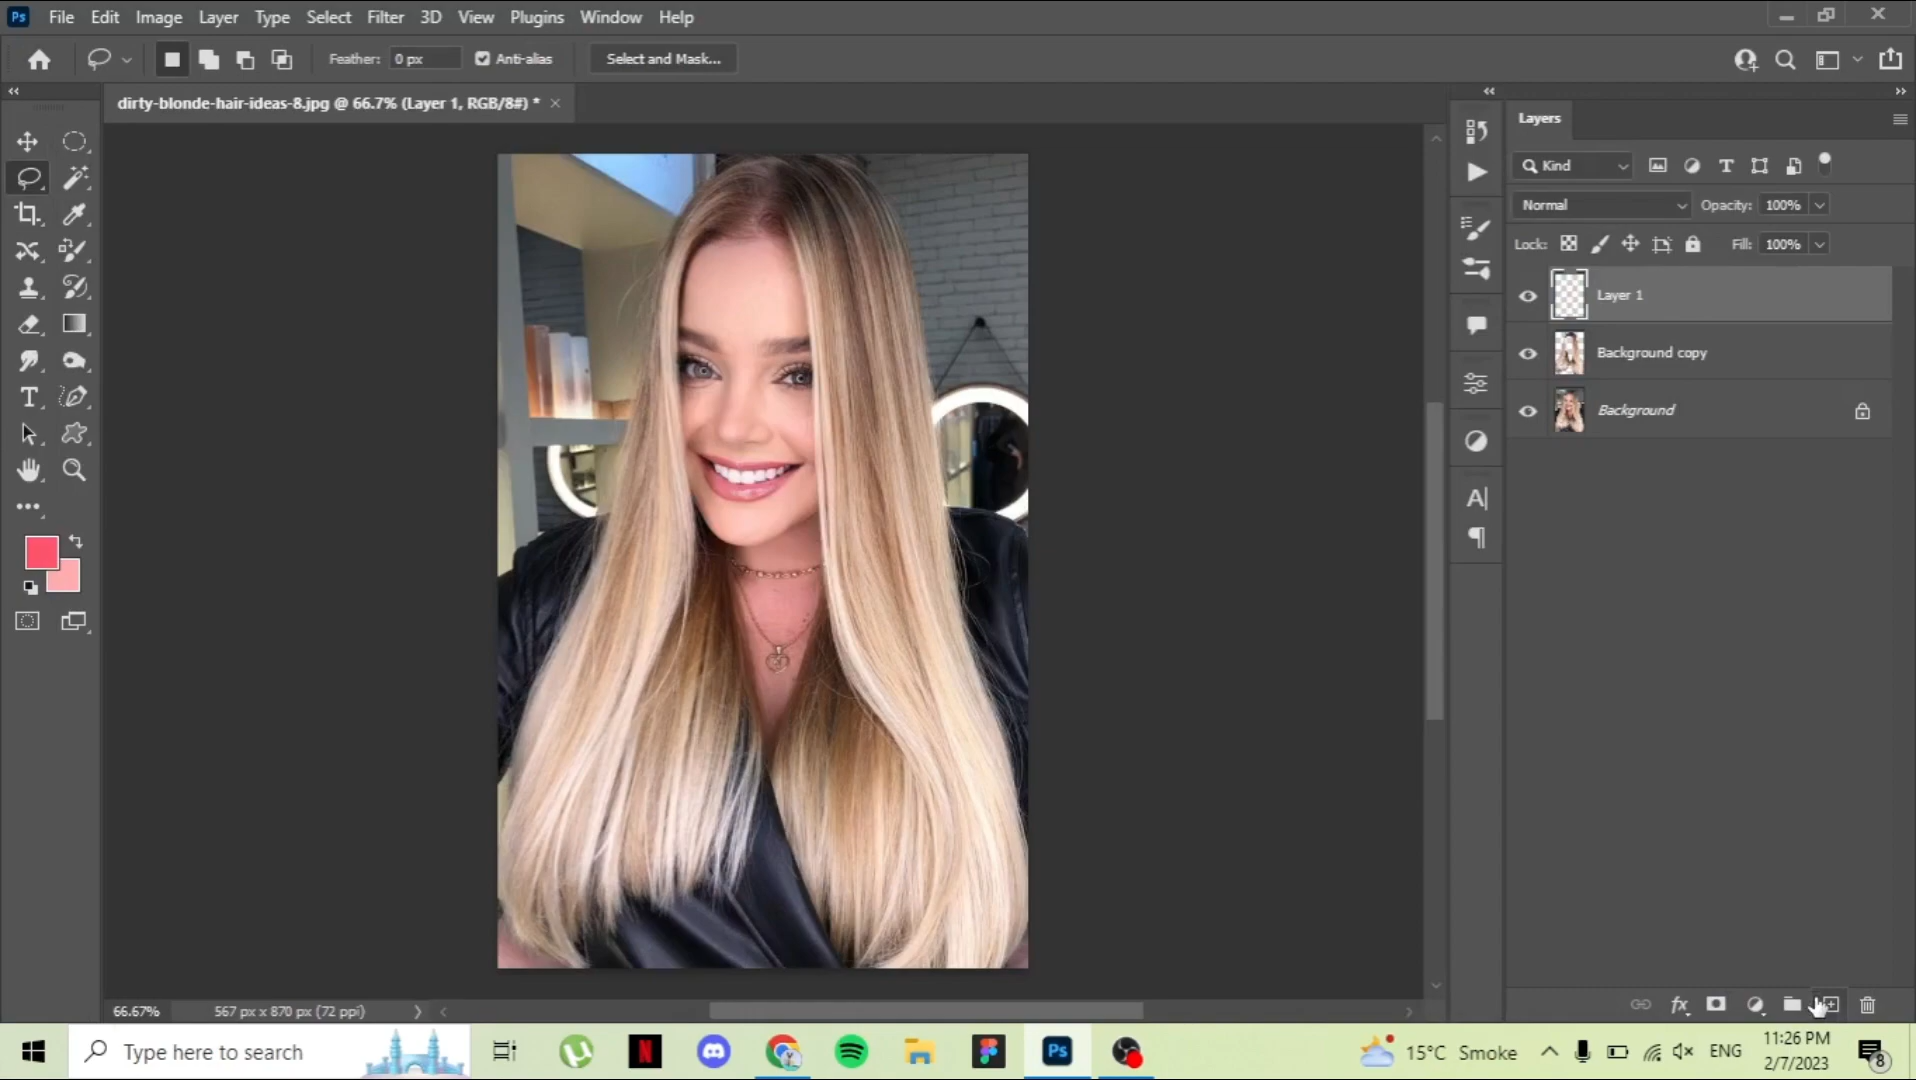 Ps File Edit Image Layer Type Select Filter 3D View Plugins Window Help
Feather: 0 px Anti-alias Select and Mask...
dirty-blonde-hair-ideas-8.jpg @ 66.7% (Layer 1, RGB/8#) *
Layers
Kind
Normal Opacity: 100%
Lock: Fill: 100%
Layer 1
Background copy
Background
66.67% 567 px x 870 px (72 ppi)
Type here to search
N
Ps
15°C Smoke
ENG
11:26 PM
2/7/2023
8